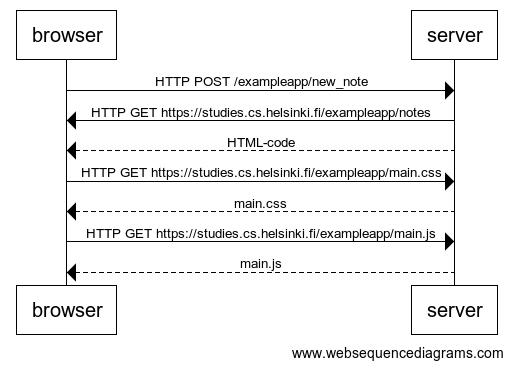 browser server
HTTP POST /exampleapp/new_note
HTTP GET https://studies.cs.helsinki.fi/exampleapp/notes
HTML-code
HTTP GET https://studies.cs.helsinki.fi/exampleapp/main.css
main.css
HTTP GET https://studies.cs.helsinki.fi/exampleapp/main.js
main.js
browser server
www.websequencediagrams.com